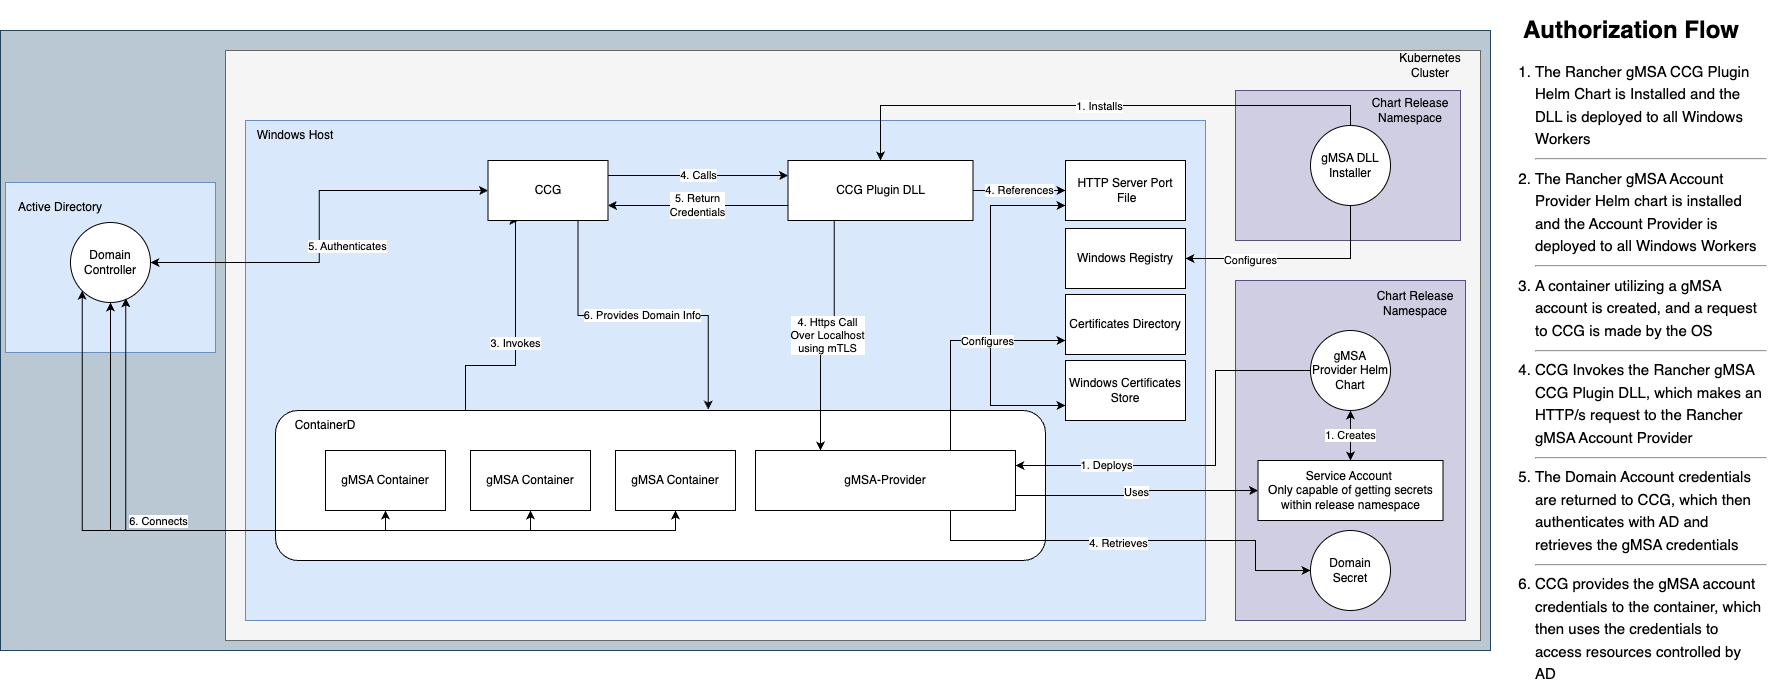 Authorization Flow
Kubernetes
Cluster
Chart Release
Namespace
1. Installs
Windows Host
gMSA DLL
Installer
CCG
4. Calls
5. Return
Credentials
CCG Plugin DLL
4. References
HTTP Server Port
File
Active Directory
Domain
Controller
5. Authenticates
Windows Registry
Configures
Chart Release
Namespace
6. Provides Domain Info
4. Https Call
Over Localhost
using mTLS
3. Invokes
Configures
Certificates Directory
gMSA
Provider Helm
Chart
Windows Certificates
Store
ContainerD
1. Creates
gMSA Container
gMSA Container
gMSA Container
gMSA-Provider
1. Deploys
Uses
Service Account
Only capable of getting secrets
within release namespace
6. Connects
4. Retrieves
Domain
Secret
1. The Rancher gMSA CCG Plugin
Helm Chart is Installed and the
DLL is deployed to all Windows
Workers
2. The Rancher gMSA Account
Provider Helm chart is installed
and the Account Provider is
deployed to all Windows Workers
3. A container utilizing a gMSA
account is created, and a request
to CCG is made by the OS
4. CCG Invokes the Rancher gMSA
CCG Plugin DLL, which makes an
HTTP/s request to the Rancher
gMSA Account Provider
5. The Domain Account credentials
are returned to CCG, which then
authenticates with AD and
retrieves the gMSA credentials
6. CCG provides the gMSA account
credentials to the container, which
then uses the credentials to
access resources controlled by
AD